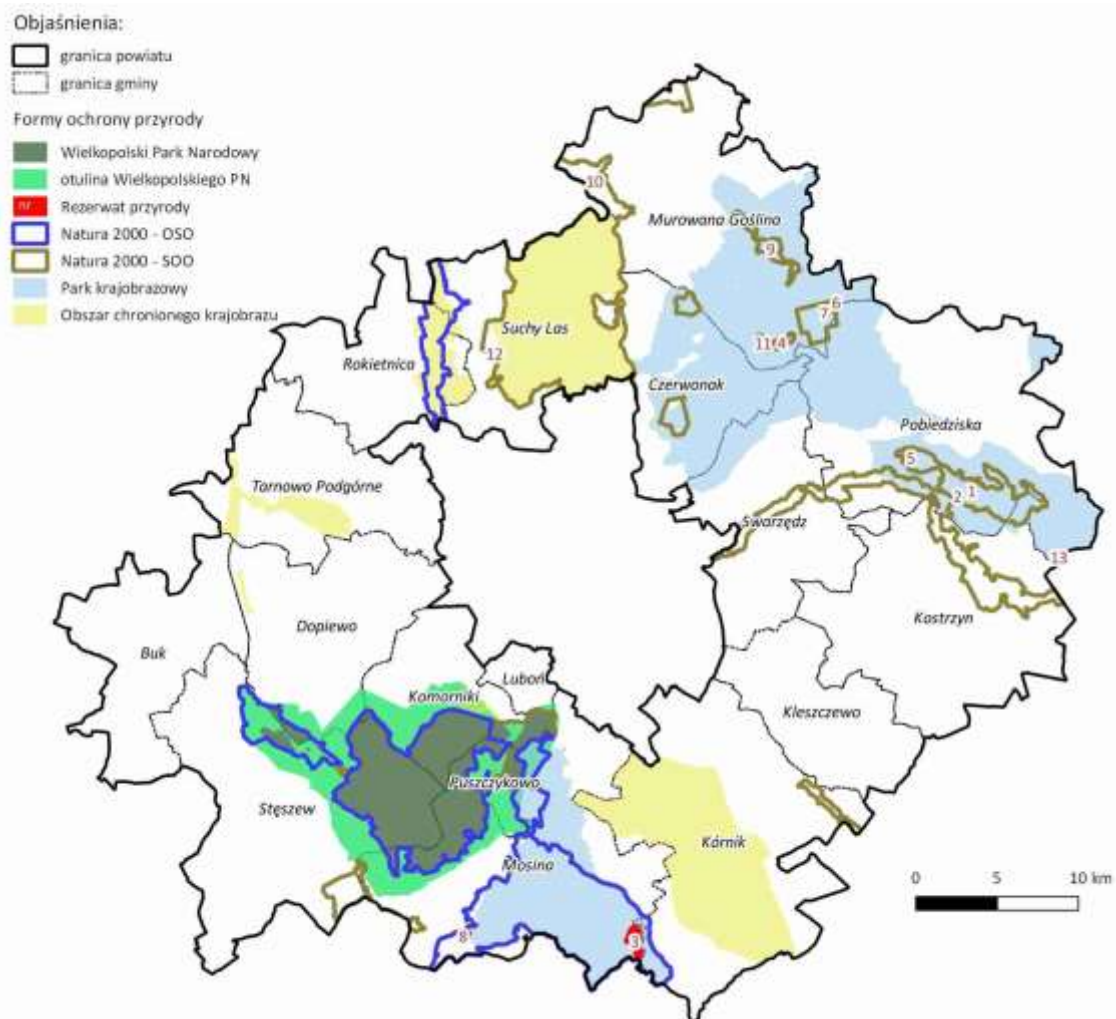 Objaśnienia:
granica powiatu
granica gminy
Formy ochrony przyrody
Wielkopolski Park Narodowy
otulina Wielkopolskiego PN
nr Rezerwat przyrody
Natura 2000 - OSO
Natura 2000 - SOO
Park krajobrazowy
Obszar chronionego krajobrazu
10
Murowana Goślina
9
6
7
Suchy Las
11 4
12
Rokietnica
Czerwonak
Pobiedziska
5
Tarnowo Podgórne
1
2
Swarzędz
13
Kostrzyn
Dopiewo
Buk
Luboń
Komorniki
Kleszczewo
Puszczykowo
Stęszew
Kórnik
Mosina
0 5 10 km
8
3